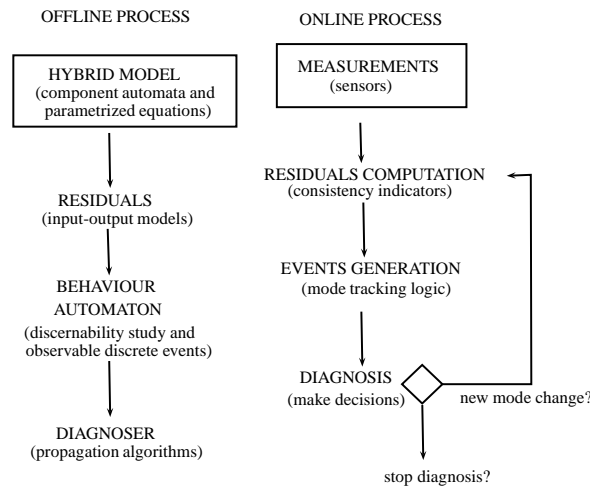 OFFLINE PROCESS
HYBRID MODEL
(component automata and
parametrized equations)
RESIDUALS
(input-output models)
BEHAVIOUR
AUTOMATON
(discernability study and
observable discrete events)
DIAGNOSER
(propagation algorithms)
ONLINE PROCESS
MEASUREMENTS
(sensors)
RESIDUALS COMPUTATION
(consistency indicators)
EVENTS GENERATION
(mode tracking logic)
DIAGNOSIS
(make decisions)
new mode change?
stop diagnosis?